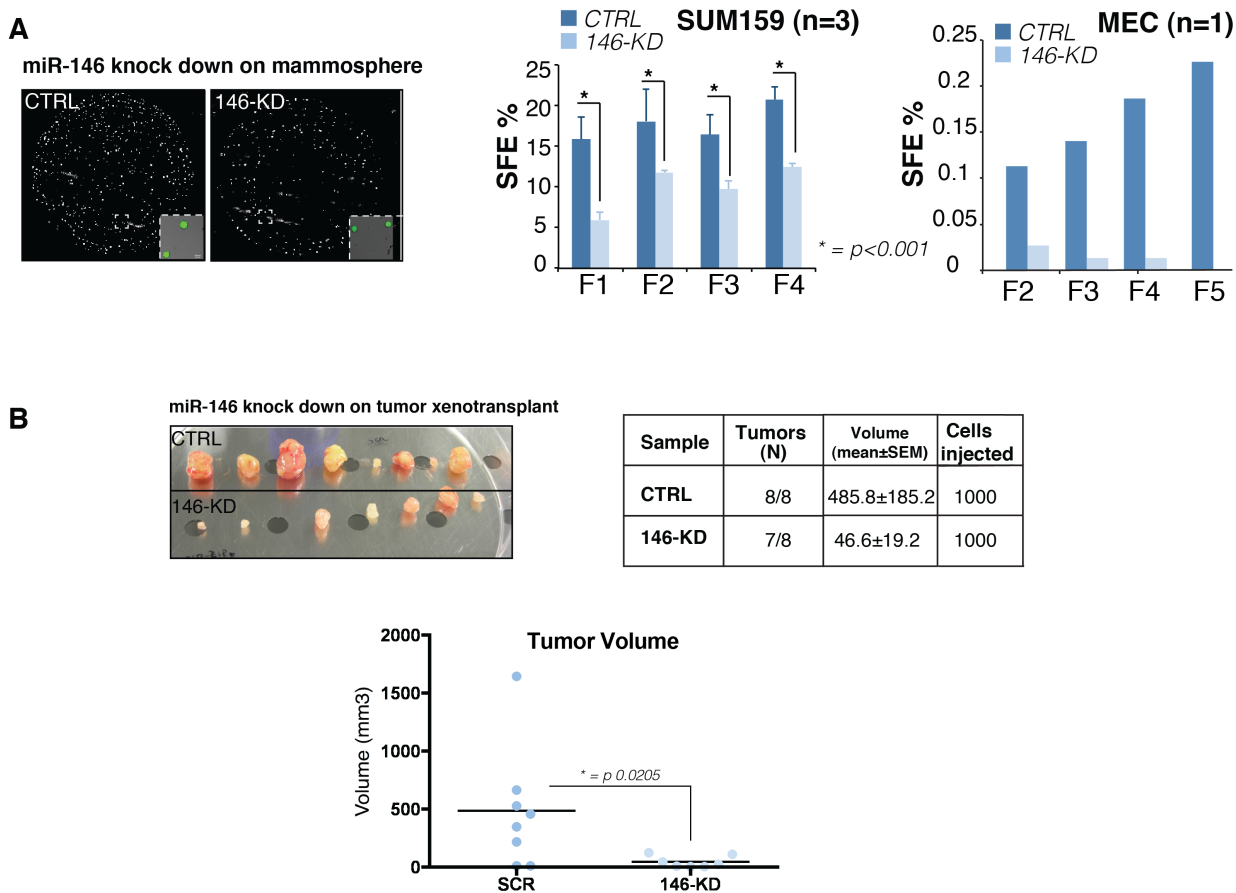 A
miR-146 knock down on mammosphere
CTRL
146-KD
CTRL
146-KD
SUM159 (n=3)
SFE %
25
20
15
10
5
0
*
*
*
*
F1
F2
F3
F4
* = p<0.001
MEC (n=1)
CTRL
146-KD
SFE %
0.25
0.2
0.15
0.1
0.05
0
F2
F3
F4
F5
B
miR-146 knock down on tumor xenotransplant
CTRL
146-KD
Sample Tumors (N) Volume (mean±SEM) Cells injected
CTRL 8/8 485.8±185.2 1000
146-KD 7/8 46.6±19.2 1000
Tumor Volume
Volume (mm3)
2000
1500
1000
500
0
* = p 0.0205
SCR
146-KD